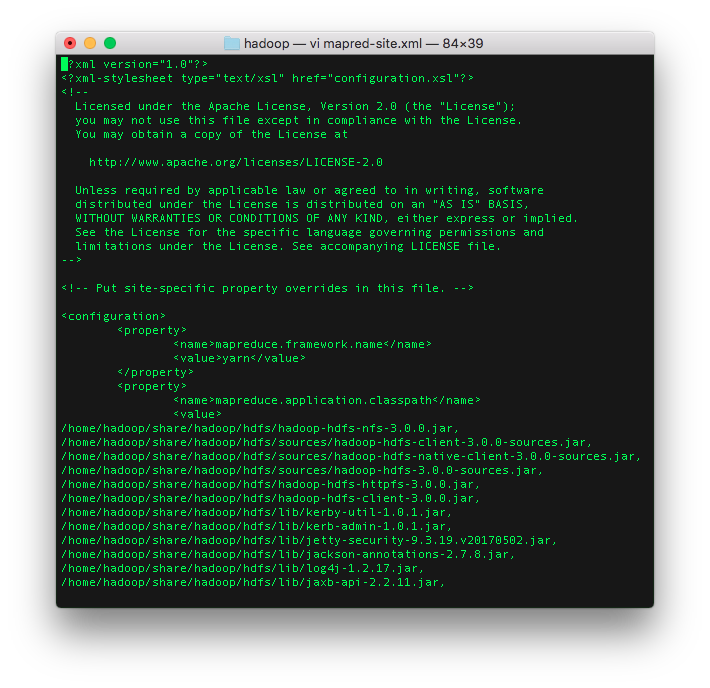 hadoop — vi mapred-site.xml — 84×39
?xml version="1.0"?>
<?xml-stylesheet type="text/xsl" href="configuration.xsl"?>
<!--
  Licensed under the Apache License, Version 2.0 (the "License");
  you may not use this file except in compliance with the License.
  You may obtain a copy of the License at

    http://www.apache.org/licenses/LICENSE-2.0

  Unless required by applicable law or agreed to in writing, software
  distributed under the License is distributed on an "AS IS" BASIS,
  WITHOUT WARRANTIES OR CONDITIONS OF ANY KIND, either express or implied.
  See the License for the specific language governing permissions and
  limitations under the License. See accompanying LICENSE file.
-->

<!-- Put site-specific property overrides in this file. -->

<configuration>
        <property>
                <name>mapreduce.framework.name</name>
                <value>yarn</value>
        </property>
        <property>
                <name>mapreduce.application.classpath</name>
                <value>
/home/hadoop/share/hadoop/hdfs/hadoop-hdfs-nfs-3.0.0.jar,
/home/hadoop/share/hadoop/hdfs/sources/hadoop-hdfs-client-3.0.0-sources.jar,
/home/hadoop/share/hadoop/hdfs/sources/hadoop-hdfs-native-client-3.0.0-sources.jar,
/home/hadoop/share/hadoop/hdfs/sources/hadoop-hdfs-3.0.0-sources.jar,
/home/hadoop/share/hadoop/hdfs/hadoop-hdfs-httpfs-3.0.0.jar,
/home/hadoop/share/hadoop/hdfs/hadoop-hdfs-client-3.0.0.jar,
/home/hadoop/share/hadoop/hdfs/lib/kerby-util-1.0.1.jar,
/home/hadoop/share/hadoop/hdfs/lib/kerb-admin-1.0.1.jar,
/home/hadoop/share/hadoop/hdfs/lib/jetty-security-9.3.19.v20170502.jar,
/home/hadoop/share/hadoop/hdfs/lib/jackson-annotations-2.7.8.jar,
/home/hadoop/share/hadoop/hdfs/lib/log4j-1.2.17.jar,
/home/hadoop/share/hadoop/hdfs/lib/jaxb-api-2.2.11.jar,